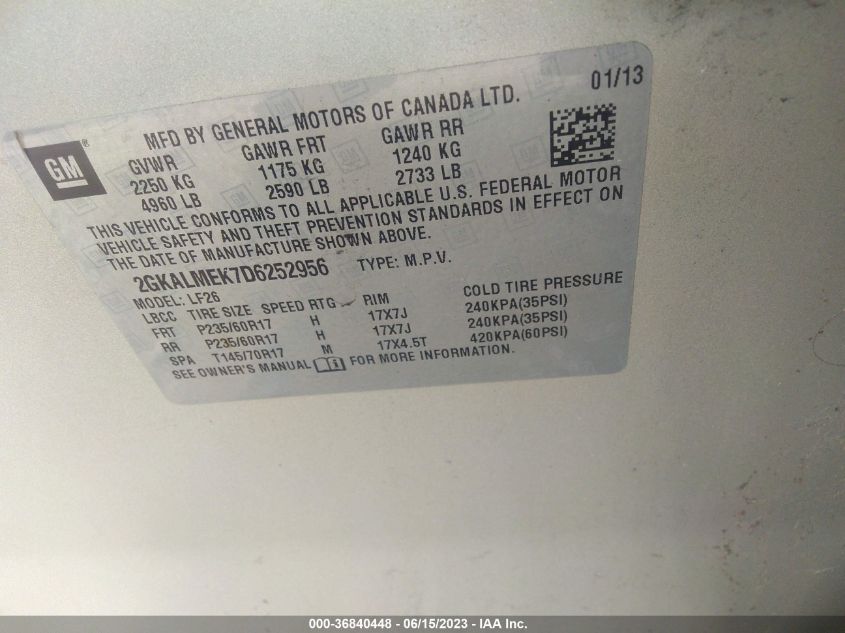 01/13
MFD BY GENERAL MOTORS OF CANADA LTD.
GM®
GVWR GAWR FRT GAWR RR
2250 KG 1175 KG 1240 KG
4960 LB 2590 LB 2733 LB
THIS VEHICLE CONFORMS TO ALL APPLICABLE U.S. FEDERAL MOTOR
VEHICLE SAFETY AND THEFT PREVENTION STANDARDS IN EFFECT ON
THE DATE OF MANUFACTURE SHOWN ABOVE.
2GKALMEK7D6252956 TYPE: M.P.V.
MODEL: LF26
LBCC TIRE SIZE SPEED RTG RIM COLD TIRE PRESSURE
FRT P235/60R17 H 17X7J 240KPA(35PSI)
RR P235/60R17 H 17X7J 240KPA(35PSI)
SPA T145/70R17 M 17X4.5T 420KPA(60PSI)
SEE OWNER'S MANUAL FOR MORE INFORMATION.
000-36840448 - 06/15/2023 - IAA Inc.